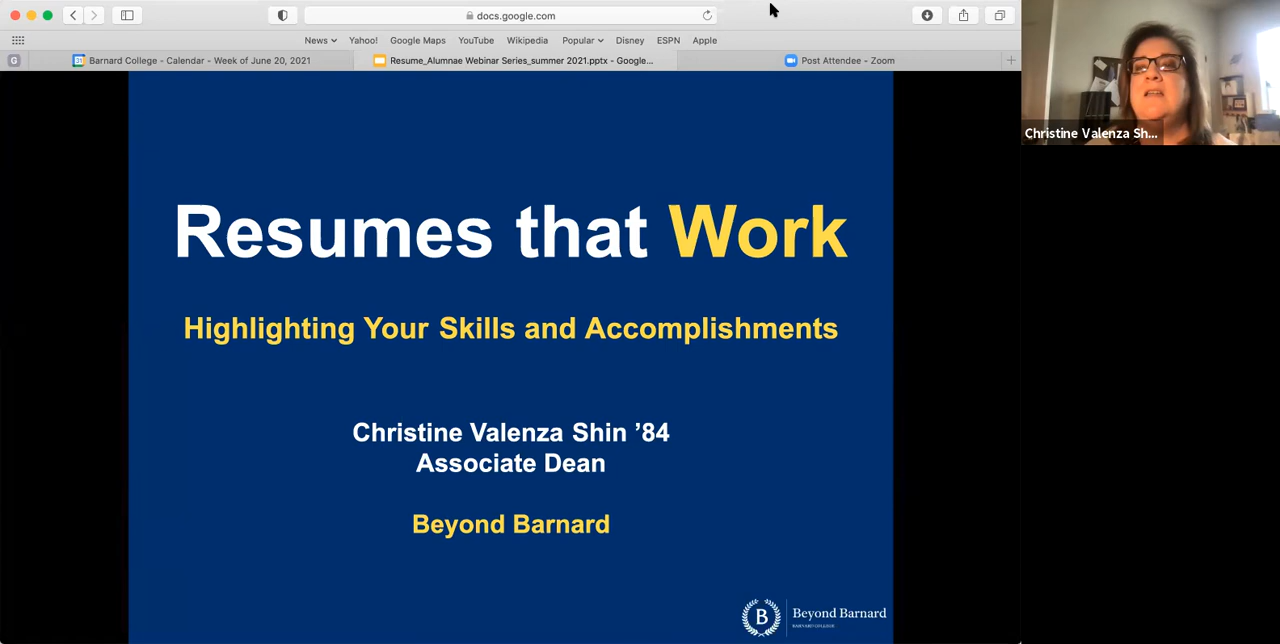 docs.google.com
News
Yahoo!
Google Maps
YouTube
Wikipedia
Popular
Disney
ESPN
Apple
G
Barnard College - Calendar - Week of June 20, 2021
Resume_Alumnae Webinar Series_summer 2021.pptx - Google...
Post Attendee - Zoom
Christine Valenza Sh...
Resumes that Work
Highlighting Your Skills and Accomplishments
Christine Valenza Shin ’84
Associate Dean
Beyond Barnard
B
Beyond Barnard
BARNARD COLLEGE